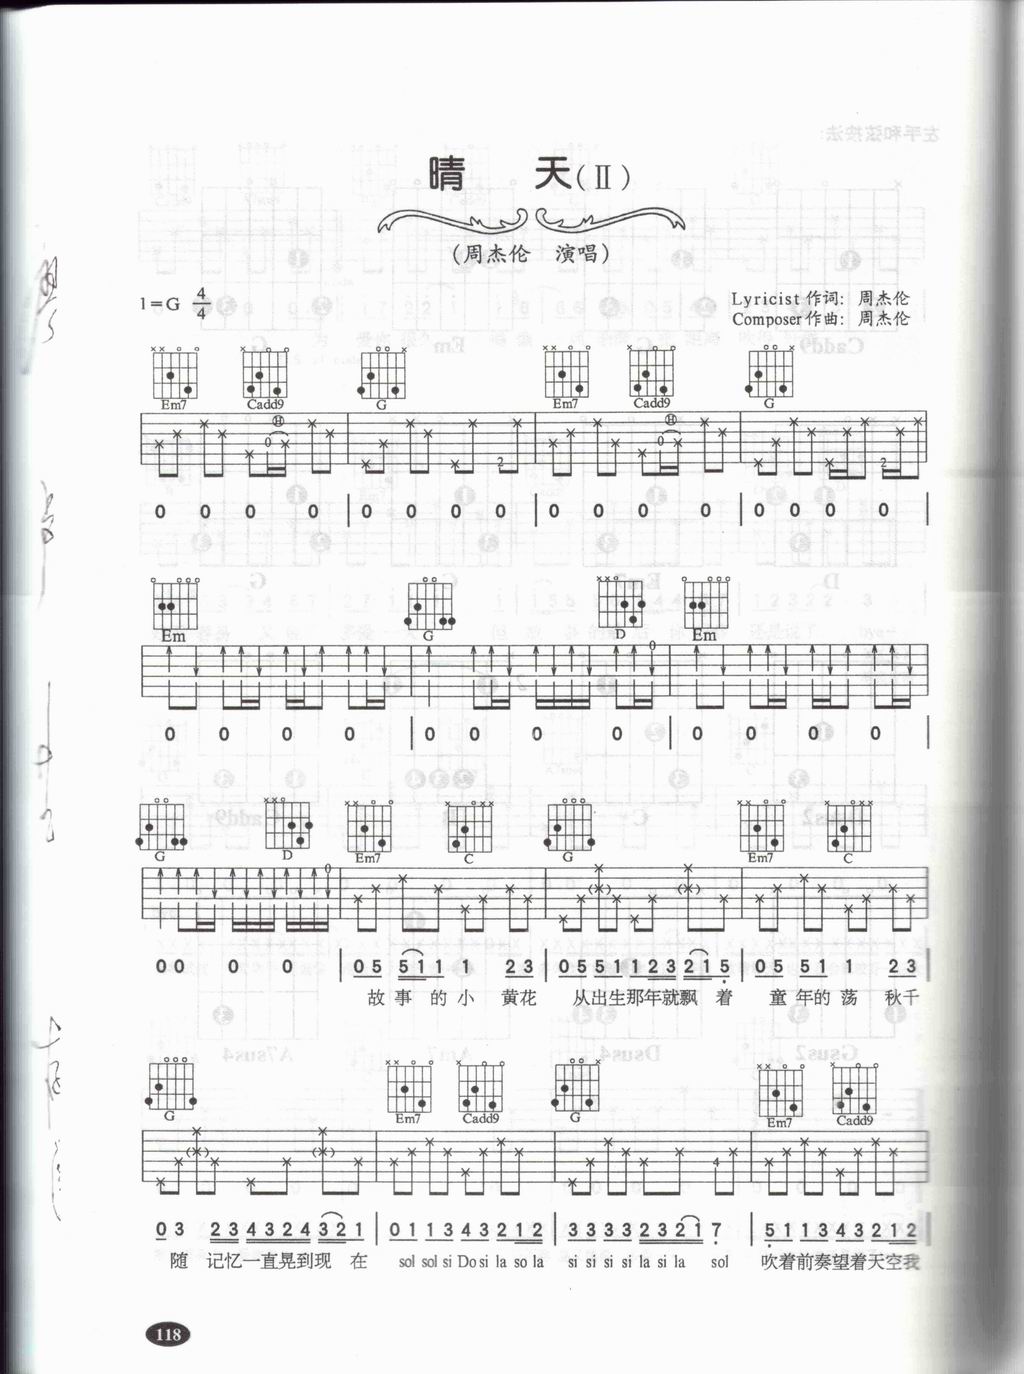 晴 天(Ⅱ)
(周杰伦 演唱)
1=G 4/4
Lyricist 作词: 周杰伦
Composer作曲: 周杰伦
Em7 Cadd9 G Em7 Cadd9 G
0 0 0 0 | 0 0 0 0 | 0 0 0 0 | 0 0 0 0 |
Em G D Em
0 0 0 0 | 0 0 0 0 | 0 0 0 0 |
G D Em7 C G Em7 C
0 0 0 0 | 0 5 5 1 1 1 2 3 | 0 5 5 1 1 2 3 2 1 5 | 0 5 5 1 1 2 3 |
故 事 的 小 黄花 从出生那年就飘 着 童 年的 荡 秋千
G Em7 Cadd9 G Em7 Cadd9
0 3 2 3 4 3 2 4 3 2 1 | 0 1 1 3 4 3 2 1 2 | 3 3 3 3 2 3 2 1 7 | 5 1 1 3 4 3 2 1 2 |
随 记忆一直晃到现 在 sol sol si Do si la so la si si si si la si la sol 吹着前奏望着天空我
118